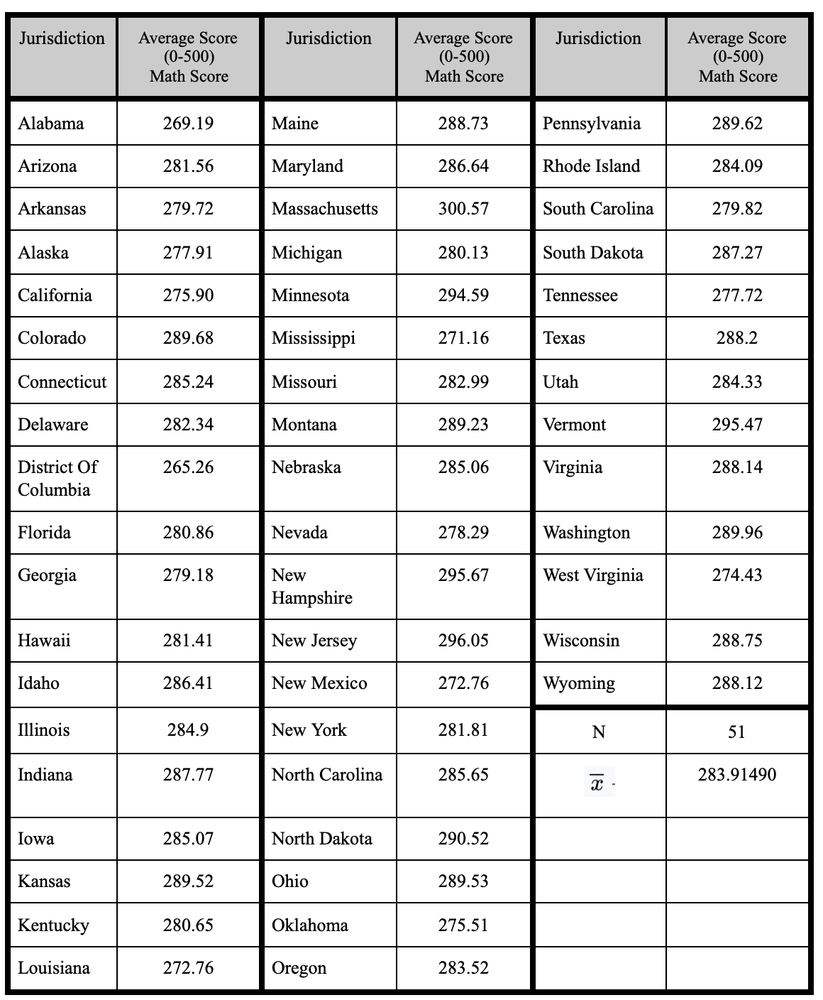 Jurisdiction Average Score Jurisdiction Average Score Jurisdiction Average Score
(0-500) (0-500) (0-500)
Math Score Math Score Math Score
Alabama 269.19 Maine 288.73 Pennsylvania 289.62
Arizona 281.56 Maryland 286.64 Rhode Island 284.09
Arkansas 279.72 Massachusetts 300.57 South Carolina 279.82
Alaska 277.91 Michigan 280.13 South Dakota 287.27
California 275.90 Minnesota 294.59 Tennessee 277.72
Colorado 289.68 Mississippi 271.16 Texas 288.2
Connecticut 285.24 Missouri 282.99 Utah 284.33
Delaware 282.34 Montana 289.23 Vermont 295.47
District Of 265.26 Nebraska 285.06 Virginia 288.14
Columbia
Florida 280.86 Nevada 278.29 Washington 289.96
Georgia 279.18 New 295.67 West Virginia 274.43
Hampshire
Hawaii 281.41 New Jersey 296.05 Wisconsin 288.75
Idaho 286.41 New Mexico 272.76 Wyoming 288.12
Illinois 284.9 New York 281.81 N 51
Indiana 287.77 North Carolina 285.65 x̅ - 283.91490
Iowa 285.07 North Dakota 290.52
Kansas 289.52 Ohio 289.53
Kentucky 280.65 Oklahoma 275.51
Louisiana 272.76 Oregon 283.52